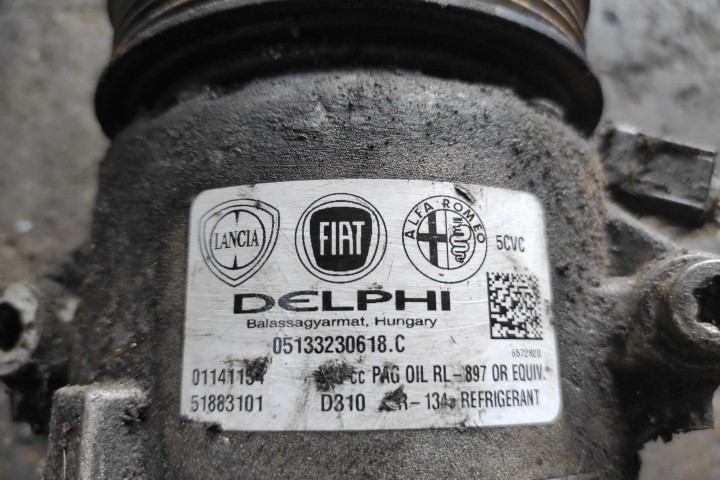 LANCIA FIAT ALFA ROMEO 5CVC
DELPHI
Balassagyarmat, Hungary
05133230618.C
01141154 cc PAG OIL RL-897 OR EQUIV.
51883101 D310 R-134a REFRIGERANT